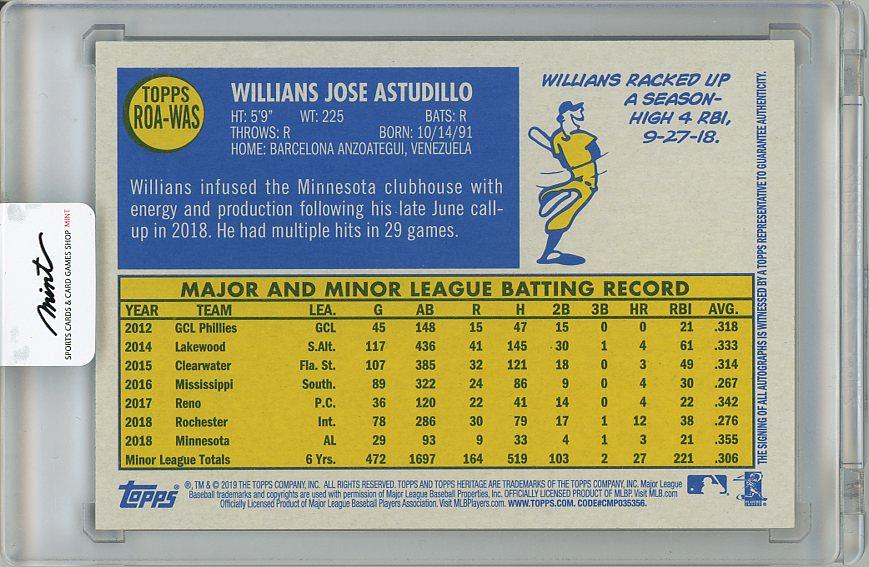 TOPPS
ROA-WAS
WILLIANS JOSE ASTUDILLO
HT: 5'9" WT: 225 BATS: R
THROWS: R BORN: 10/14/91
HOME: BARCELONA ANZOATEGUI, VENEZUELA
Willians infused the Minnesota clubhouse with
energy and production following his late June call-
up in 2018. He had multiple hits in 29 games.
WILLIANS RACKED UP
A SEASON-
HIGH 4 RBI,
9-27-18.
THE SIGNING OF ALL AUTOGRAPHS IS WITNESSED BY A TOPPS REPRESENTATIVE TO GUARANTEE AUTHENTICITY.
mint
SPORTS CARDS & CARD GAMES SHOP MINT
MAJOR AND MINOR LEAGUE BATTING RECORD
YEAR TEAM LEA. G AB R H 2B 3B HR RBI AVG.
2012 GCL Phillies GCL 45 148 15 47 15 0 0 21 .318
2014 Lakewood S.Alt. 117 436 41 145 30 1 4 61 .333
2015 Clearwater Fla. St. 107 385 32 121 18 0 3 49 .314
2016 Mississippi South. 89 322 24 86 9 0 4 30 .267
2017 Reno P.C. 36 120 22 41 14 0 4 22 .342
2018 Rochester Int. 78 286 30 79 17 1 12 38 .276
2018 Minnesota AL 29 93 9 33 4 1 3 21 .355
Minor League Totals 6 Yrs. 472 1697 164 519 103 2 27 221 .306
Topps
®, TM & © 2019 THE TOPPS COMPANY, INC. ALL RIGHTS RESERVED. TOPPS AND TOPPS HERITAGE ARE TRADEMARKS OF THE TOPPS COMPANY, INC. Major League
Baseball trademarks and copyrights are used with permission of Major League Baseball Properties, Inc. OFFICIALLY LICENSED PRODUCT OF MLBP. Visit MLB.com
Officially Licensed Product of Major League Baseball Players Association. Visit MLBPlayers.com. WWW.TOPPS.COM. CODE#CMP035356.